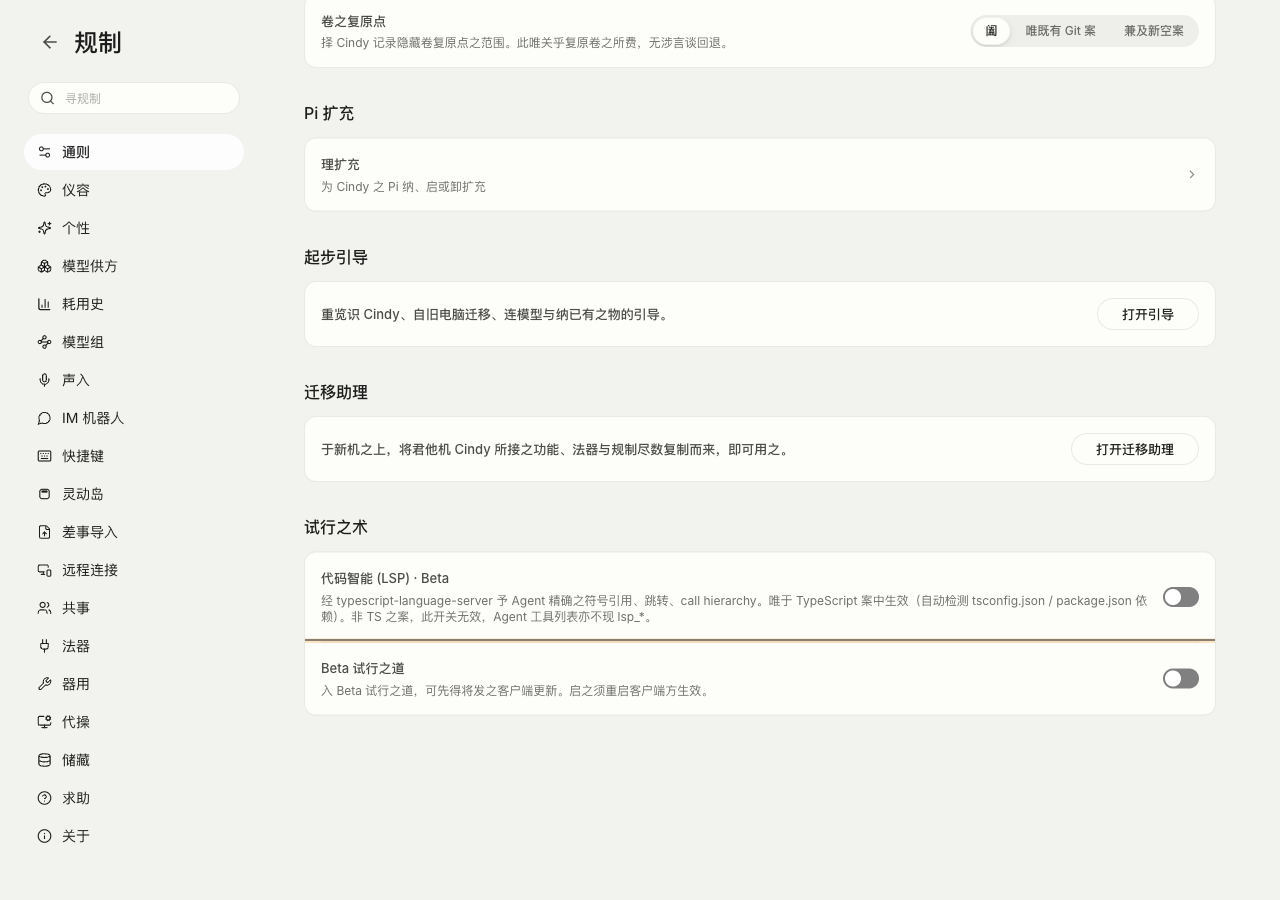 规制
寻规制
通则
仪容
个性
模型供方
耗用史
模型组
声入
IM 机器人
快捷键
灵动岛
差事导入
远程连接
共事
法器
器用
代操
储藏
求助
关于
卷之复原点
择 Cindy 记录隐藏卷复原点之范围。此唯关乎复原卷之所费，无涉言谈回退。
阖
唯既有 Git 案
兼及新空案
Pi 扩充
理扩充
为 Cindy 之 Pi 纳、启或卸扩充
起步引导
重览识 Cindy、自旧电脑迁移、连模型与纳已有之物的引导。
打开引导
迁移助理
于新机之上，将君他机 Cindy 所接之功能、法器与规制尽数复制而来，即可用之。
打开迁移助理
试行之术
代码智能 (LSP) · Beta
经 typescript-language-server 予 Agent 精确之符号引用、跳转、call hierarchy。唯于 TypeScript 案中生效（自动检测 tsconfig.json / package.json 依
赖）。非 TS 之案，此开关无效，Agent 工具列表亦不现 lsp_*。
Beta 试行之道
入 Beta 试行之道，可先得将发之客户端更新。启之须重启客户端方生效。